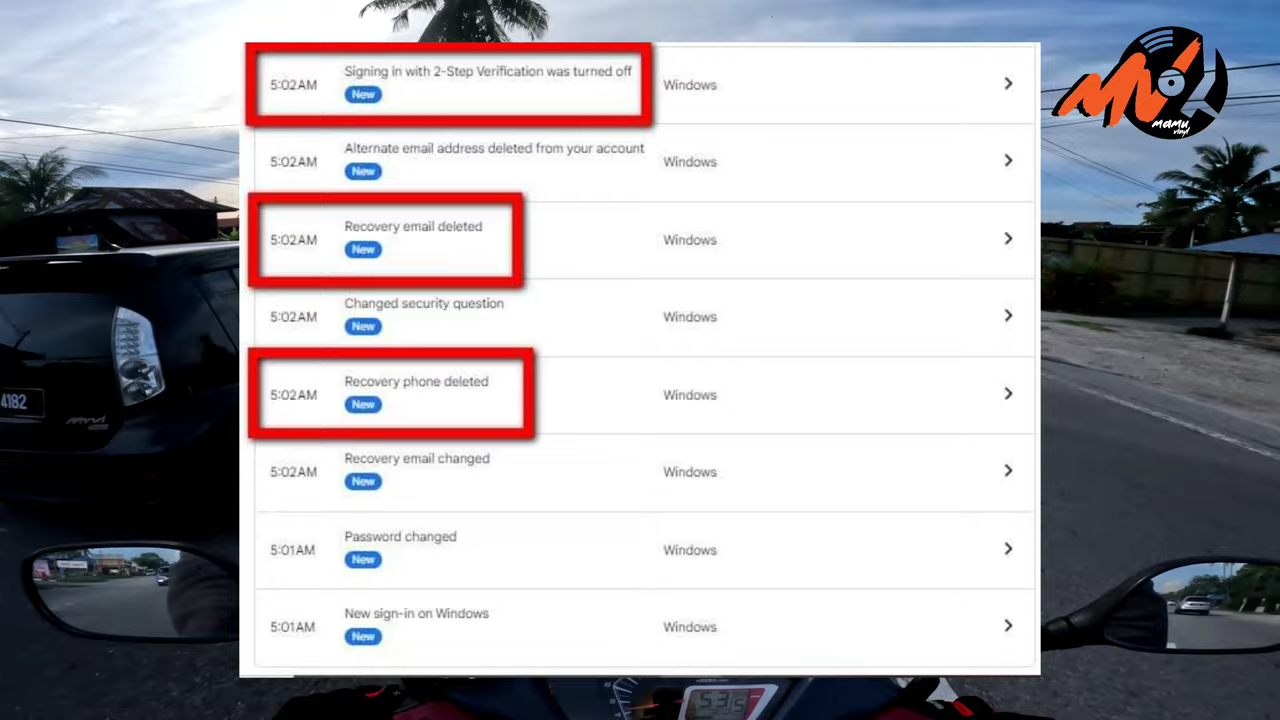 5:02AM
Signing in with 2-Step Verification was turned off
New
Windows
5:02AM
Alternate email address deleted from your account
New
Windows
5:02AM
Recovery email deleted
New
Windows
5:02AM
Changed security question
New
Windows
5:02AM
Recovery phone deleted
New
Windows
5:02AM
Recovery email changed
New
Windows
5:01AM
Password changed
New
Windows
5:01AM
New sign-in on Windows
New
Windows
mamu
vinyl
4182
MYVI